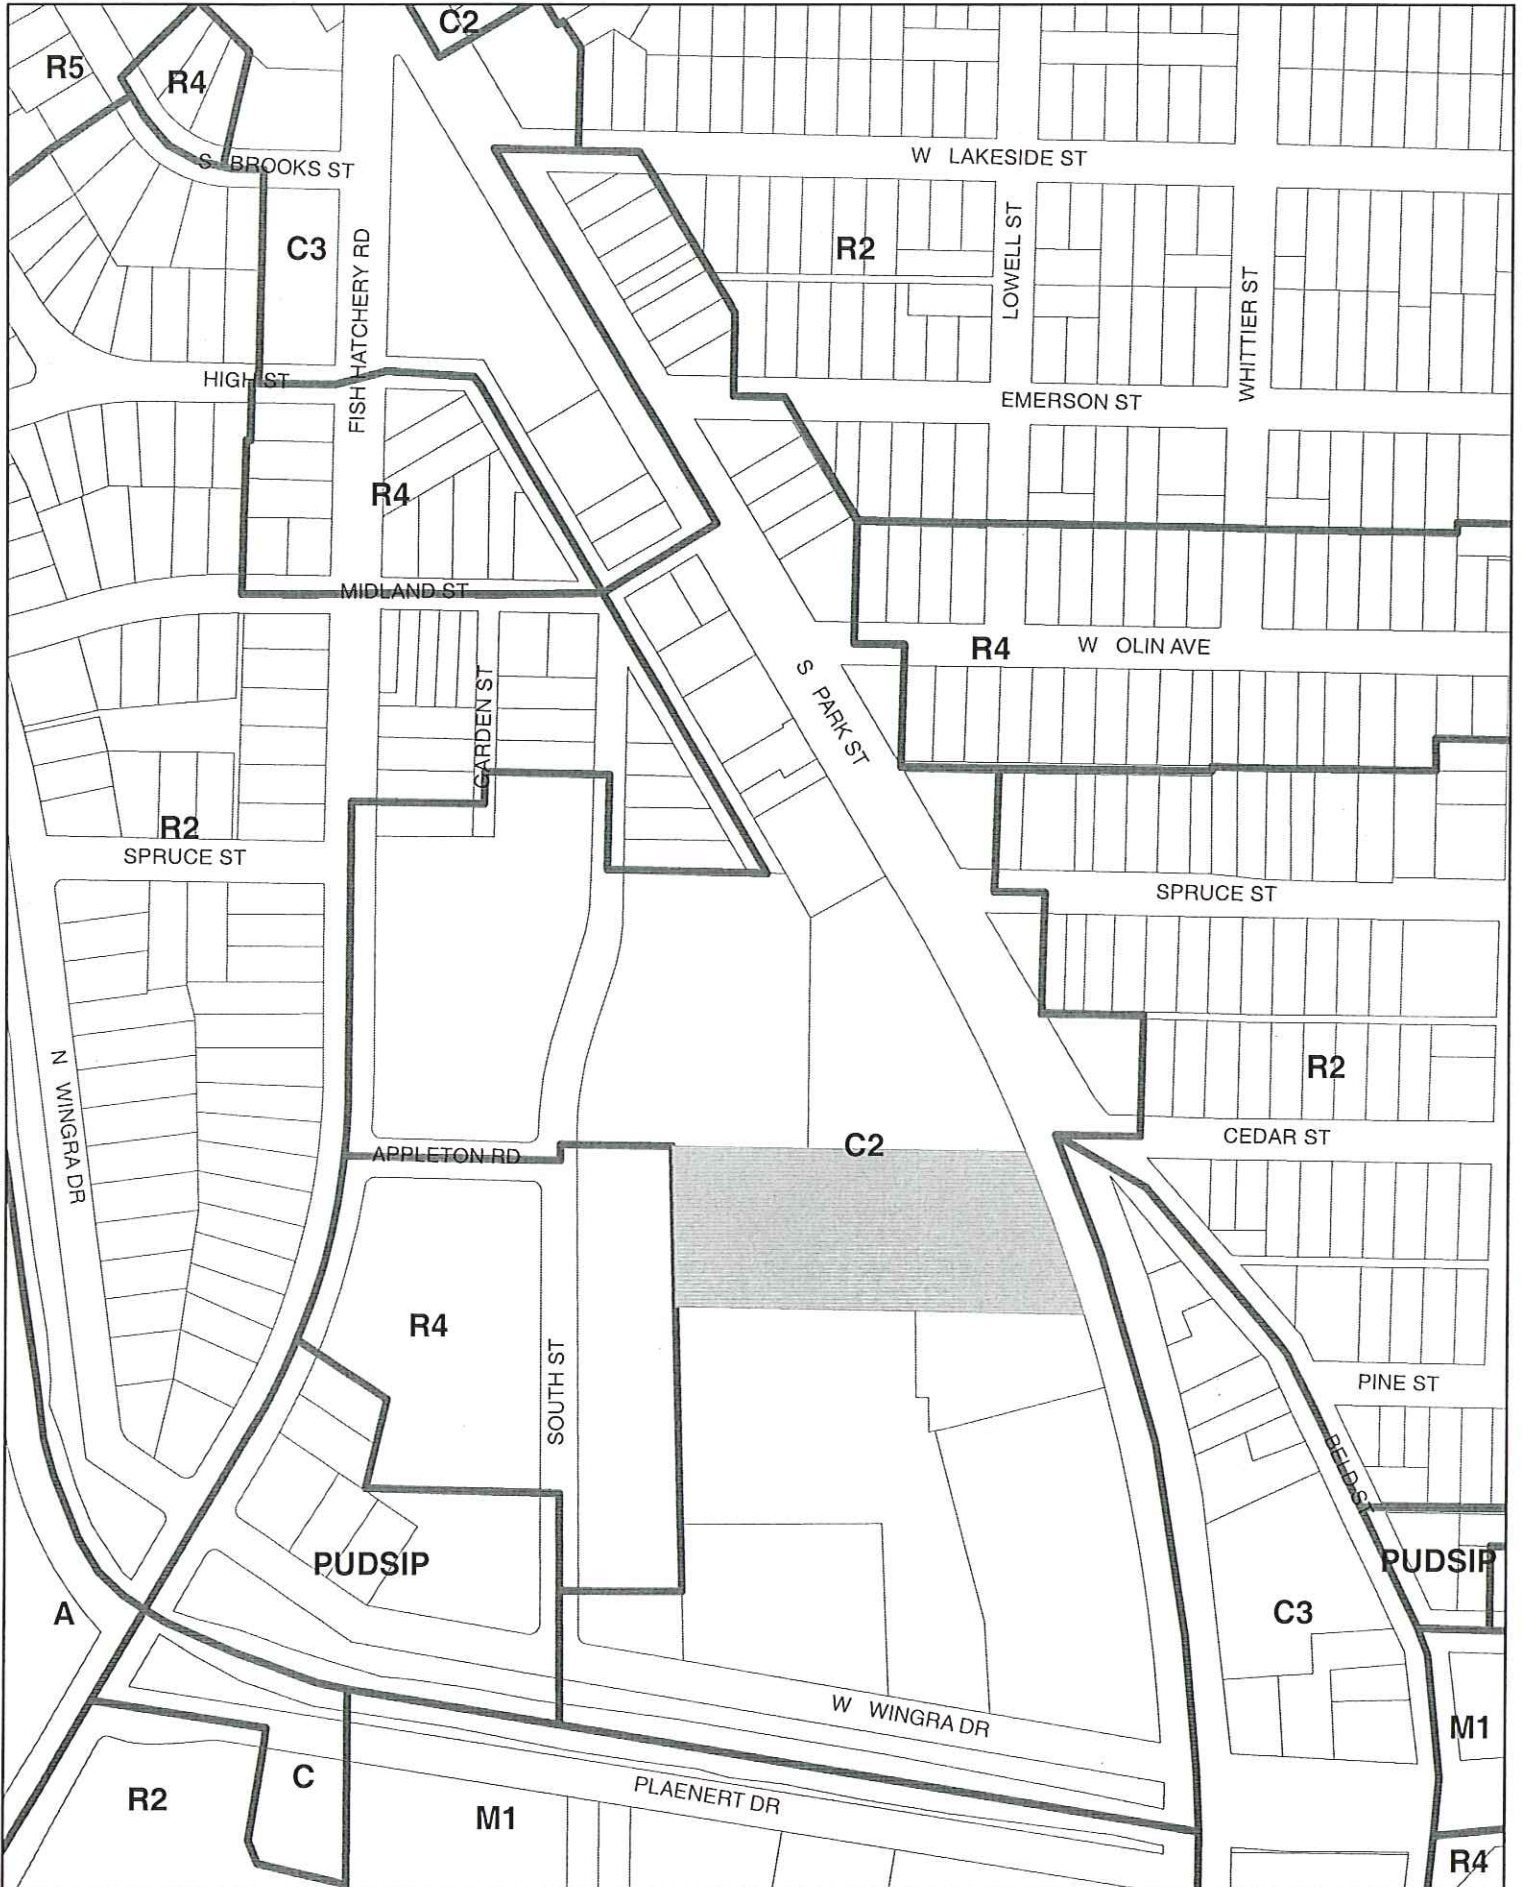 C2
R5
R4
W LAKESIDE ST
S BROOKS ST
C3
R2
LOWELL ST
FISH HATCHERY RD
WHITTIER ST
HIGH ST
EMERSON ST
R4
MIDLAND ST
R4
W OLIN AVE
S PARK ST
GARDEN ST
R2
SPRUCE ST
SPRUCE ST
N WINGRA DR
R2
CEDAR ST
C2
APPLETON RD
R4
SOUTH ST
PINE ST
BELD ST
PUDSIP
PUDSIP
A
C3
W WINGRA DR
M1
C
R2
PLAENERT DR
M1
R4